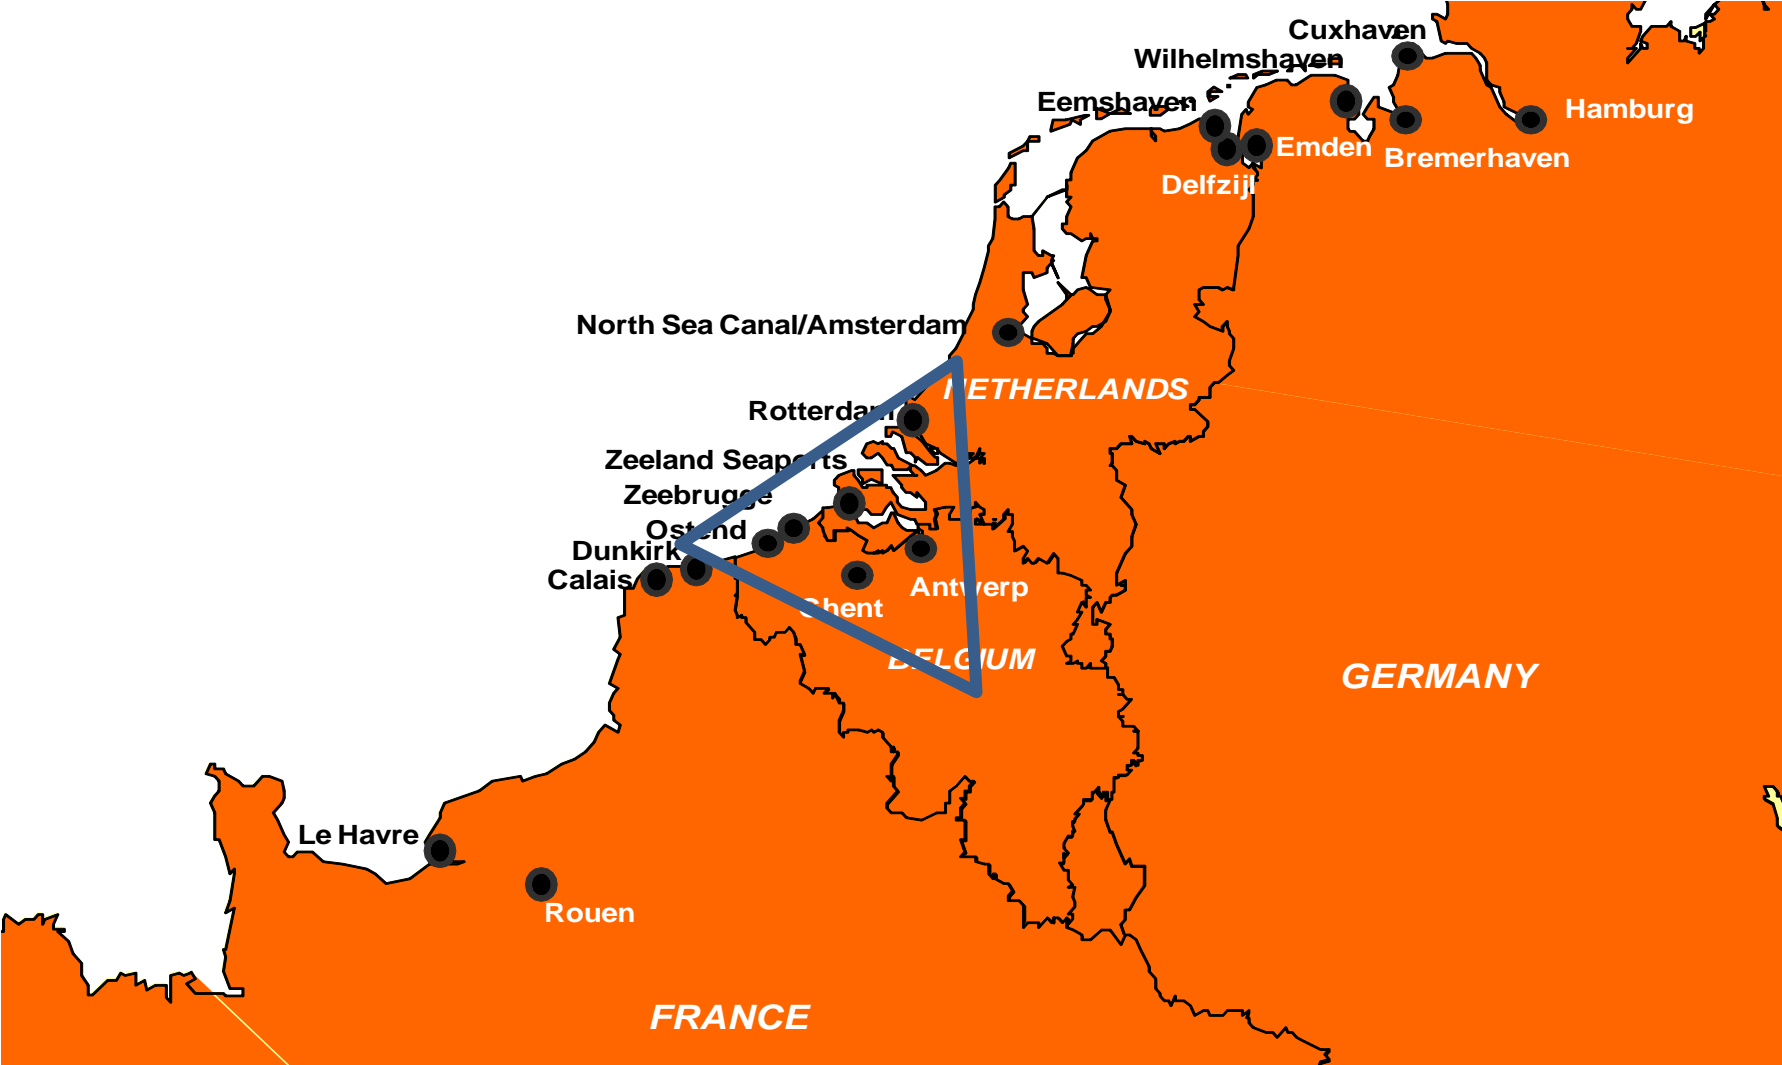 Cuxhaven
Wilhelmshaven
Eemshaven
Hamburg
Emden
Bremerhaven
Delfzijl
North Sea Canal/Amsterdam
NETHERLANDS
Rotterdam
Zeeland Seaports
Zeebrugge
Ostend
Dunkirk
Calais
Antwerp
Ghent
BELGIUM
GERMANY
Le Havre
Rouen
FRANCE